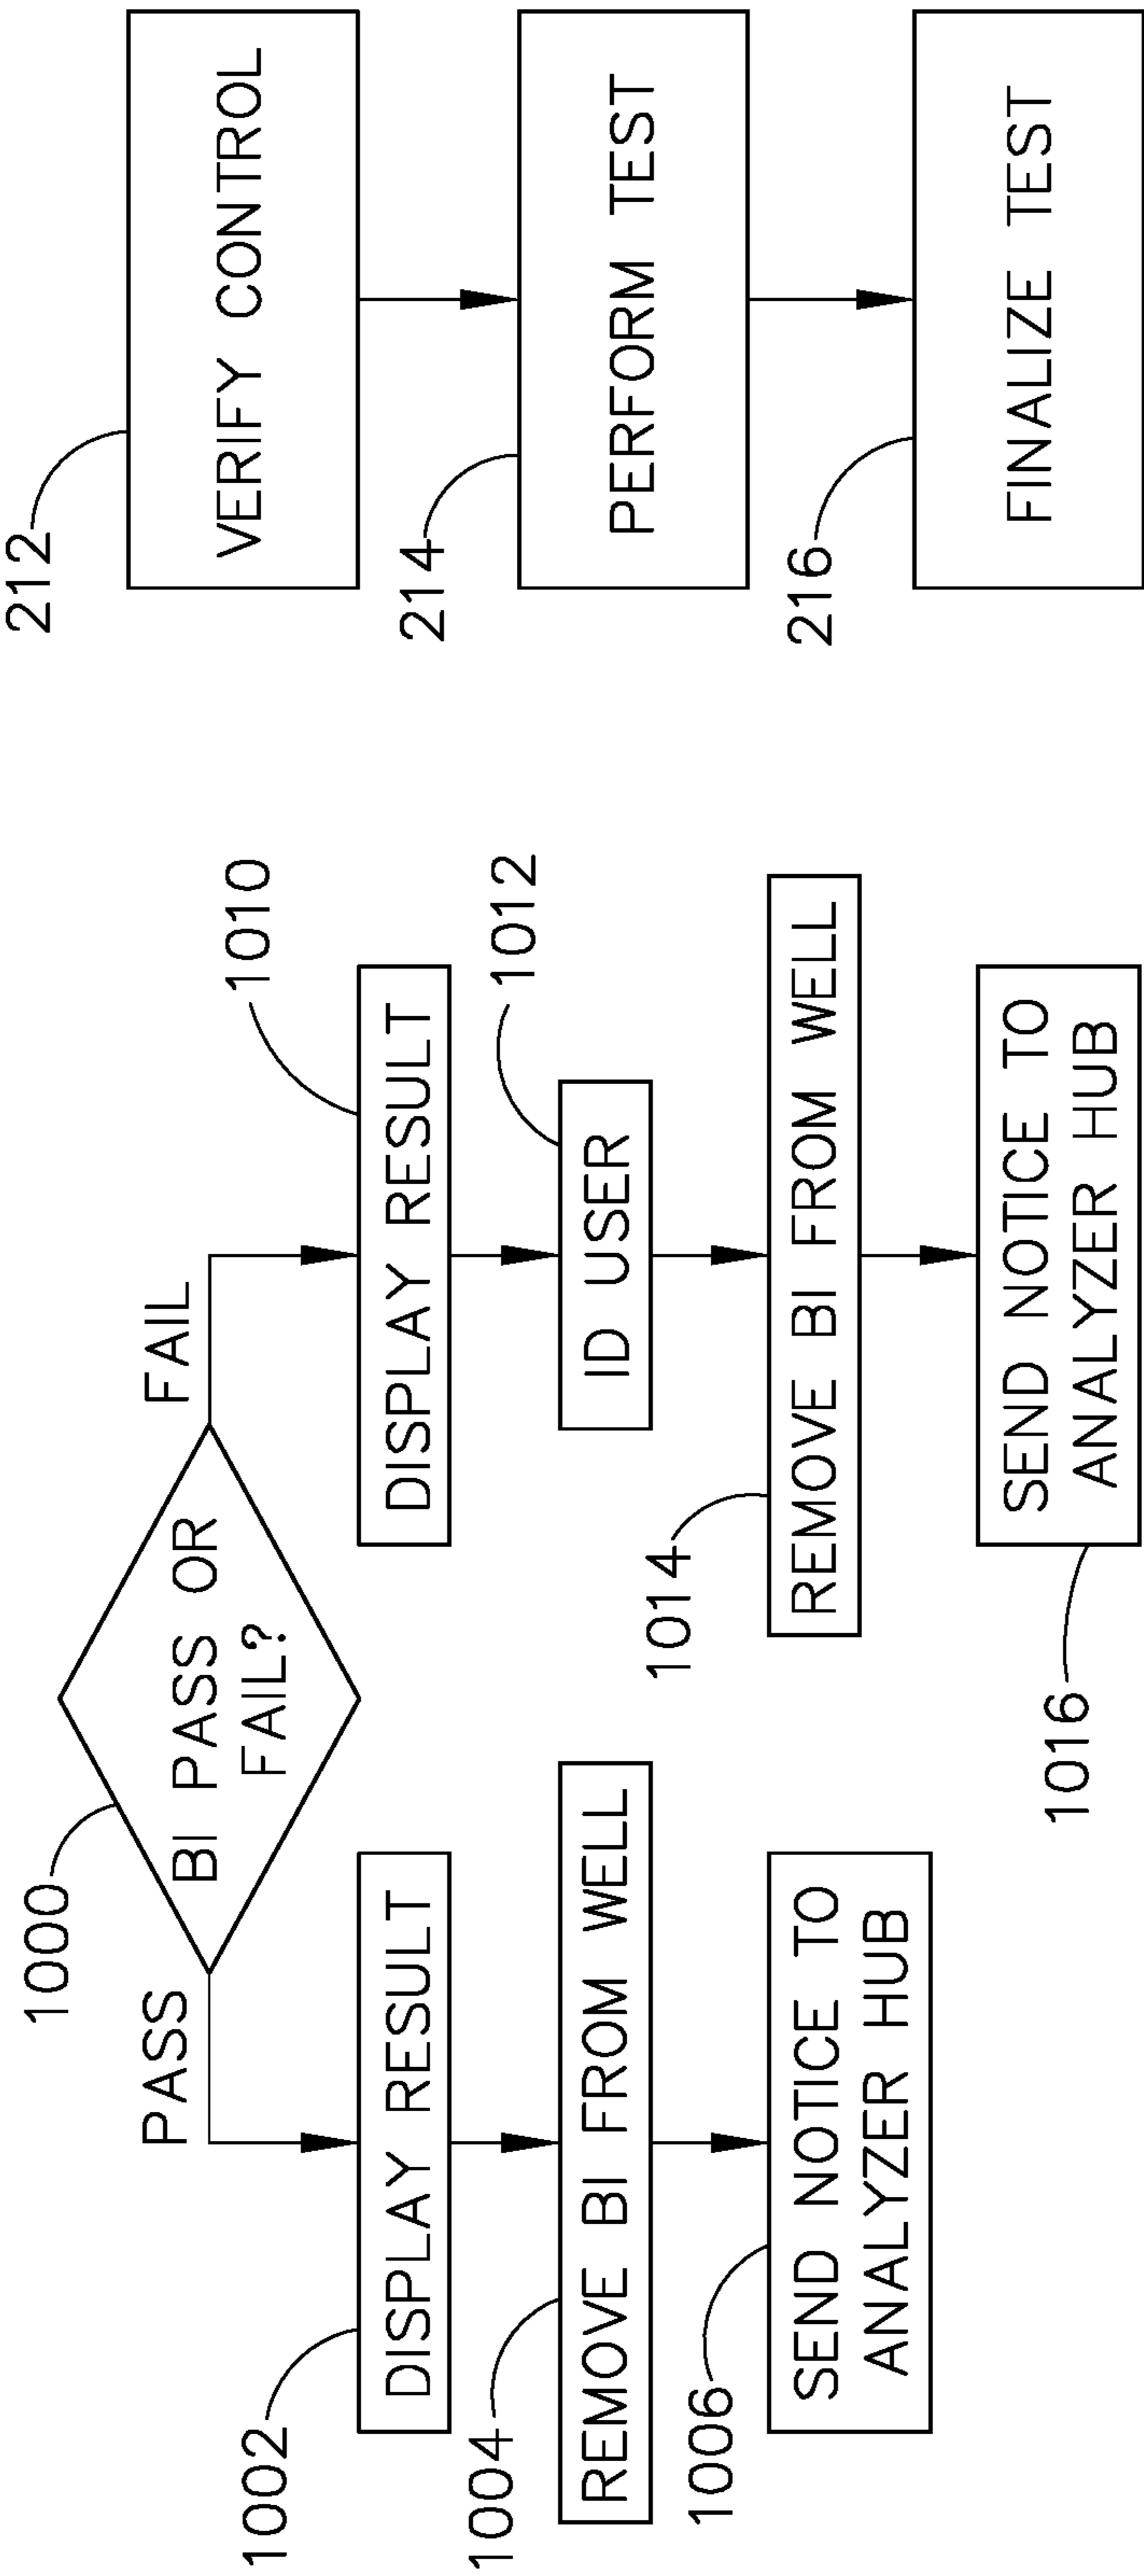 1000
BI PASS OR
FAIL?
PASS
FAIL
1002
DISPLAY RESULT
1004
REMOVE BI FROM WELL
1006
SEND NOTICE TO
ANALYZER HUB
1010
DISPLAY RESULT
1012
ID USER
1014
REMOVE BI FROM WELL
1016
SEND NOTICE TO
ANALYZER HUB
212
VERIFY CONTROL
214
PERFORM TEST
216
FINALIZE TEST